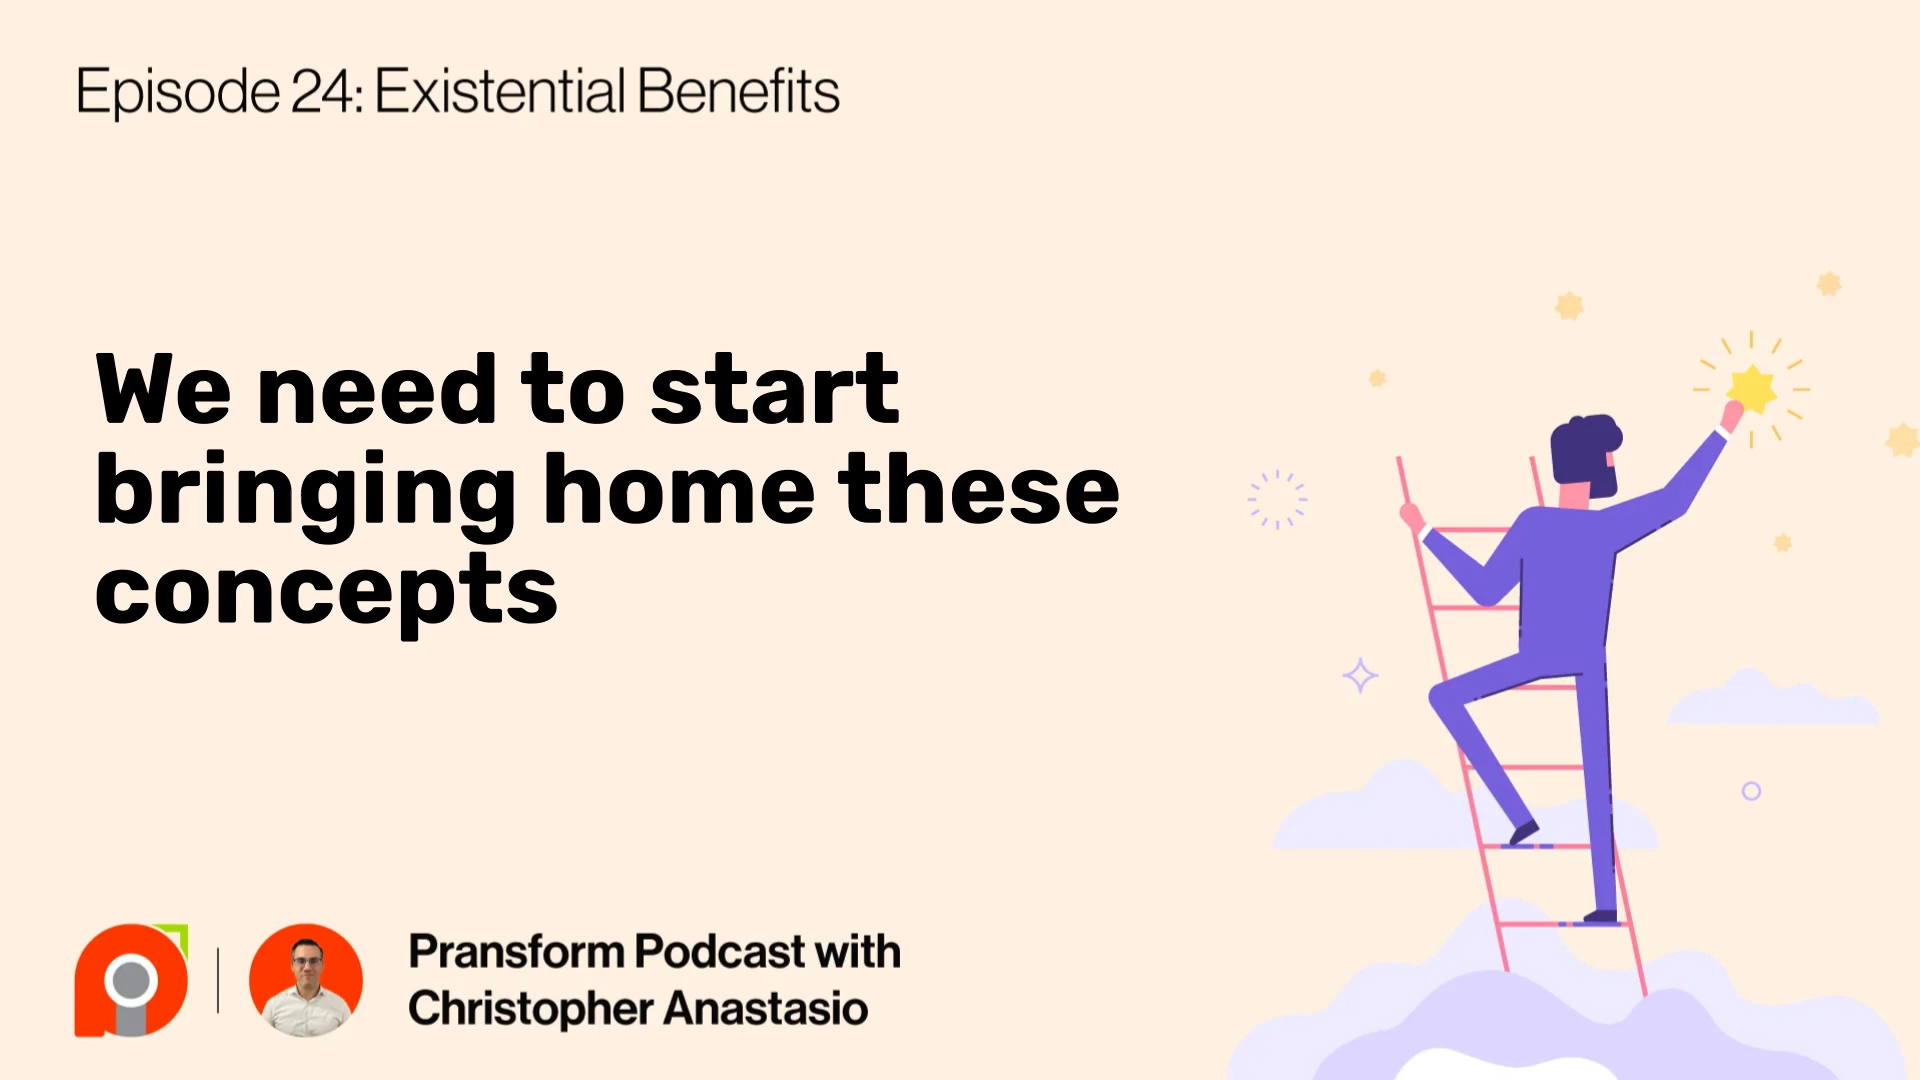 Episode 24: Existential Benefits
We need to start
bringing home these
concepts
Pransform Podcast with
Christopher Anastasio